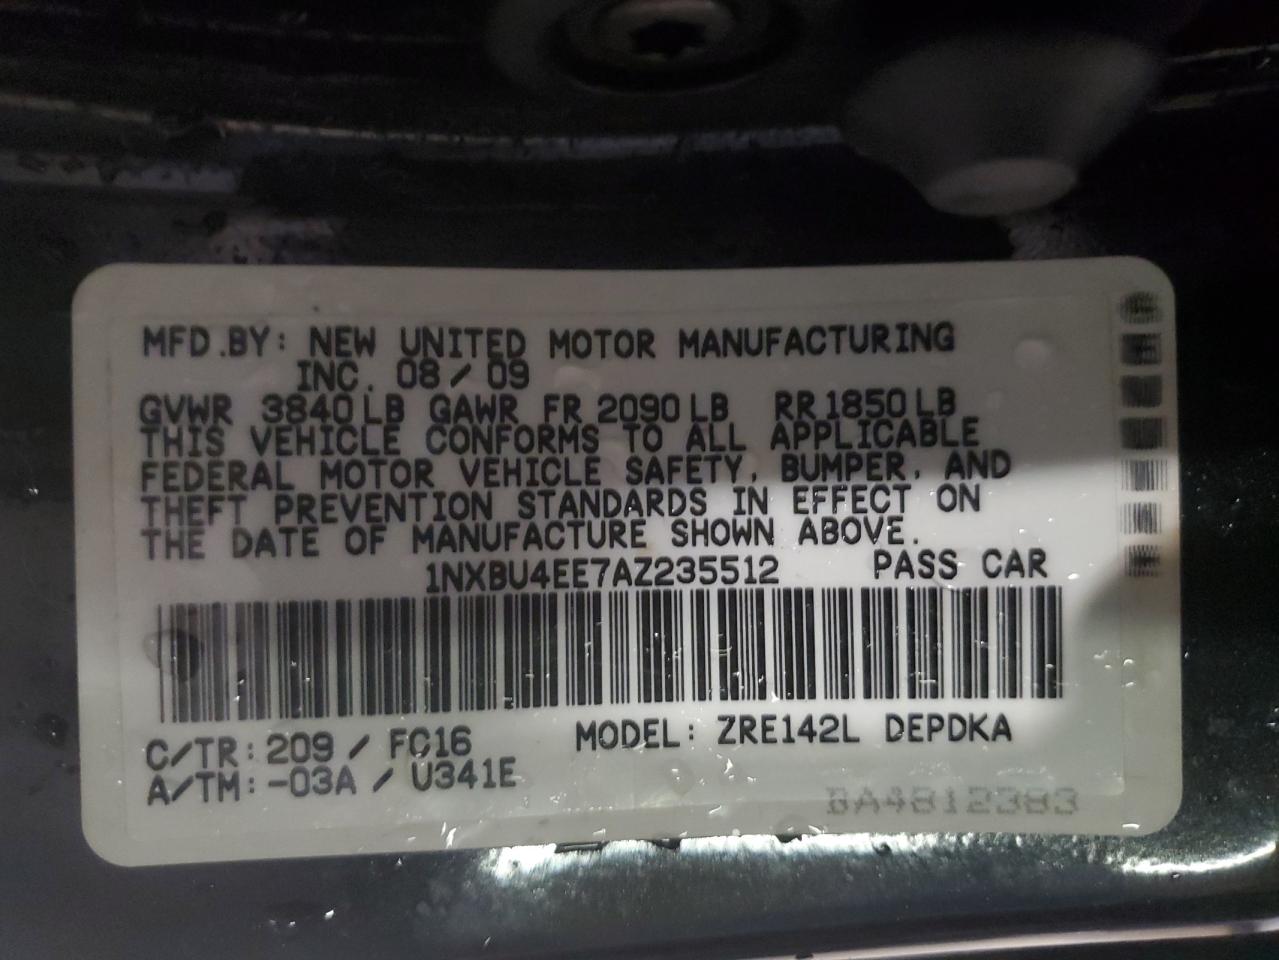 MFD.BY: NEW UNITED MOTOR MANUFACTURING
INC. 08/09
GVWR 3840LB GAWR FR2090LB RR1850LB
THIS VEHICLE CONFORMS TO ALL APPLICABLE
FEDERAL MOTOR VEHICLE SAFETY, BUMPER, AND
THEFT PREVENTION STANDARDS IN EFFECT ON
THE DATE OF MANUFACTURE SHOWN ABOVE.
1NXBU4EE7AZ235512 PASS CAR
C/TR: 209 / FC16 MODEL: ZRE142L DEPDKA
A/TM: -03A / U341E
BA4812383